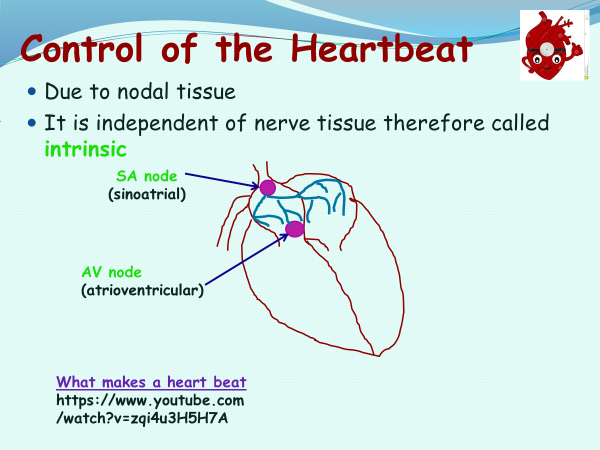 Control of the Heartbeat
Due to nodal tissue
It is independent of nerve tissue therefore called
intrinsic
SA node
(sinoatrial)
AV node
(atrioventricular)
What makes a heart beat
https://www.youtube.com
/watch?v=zqi4u3H5H7A